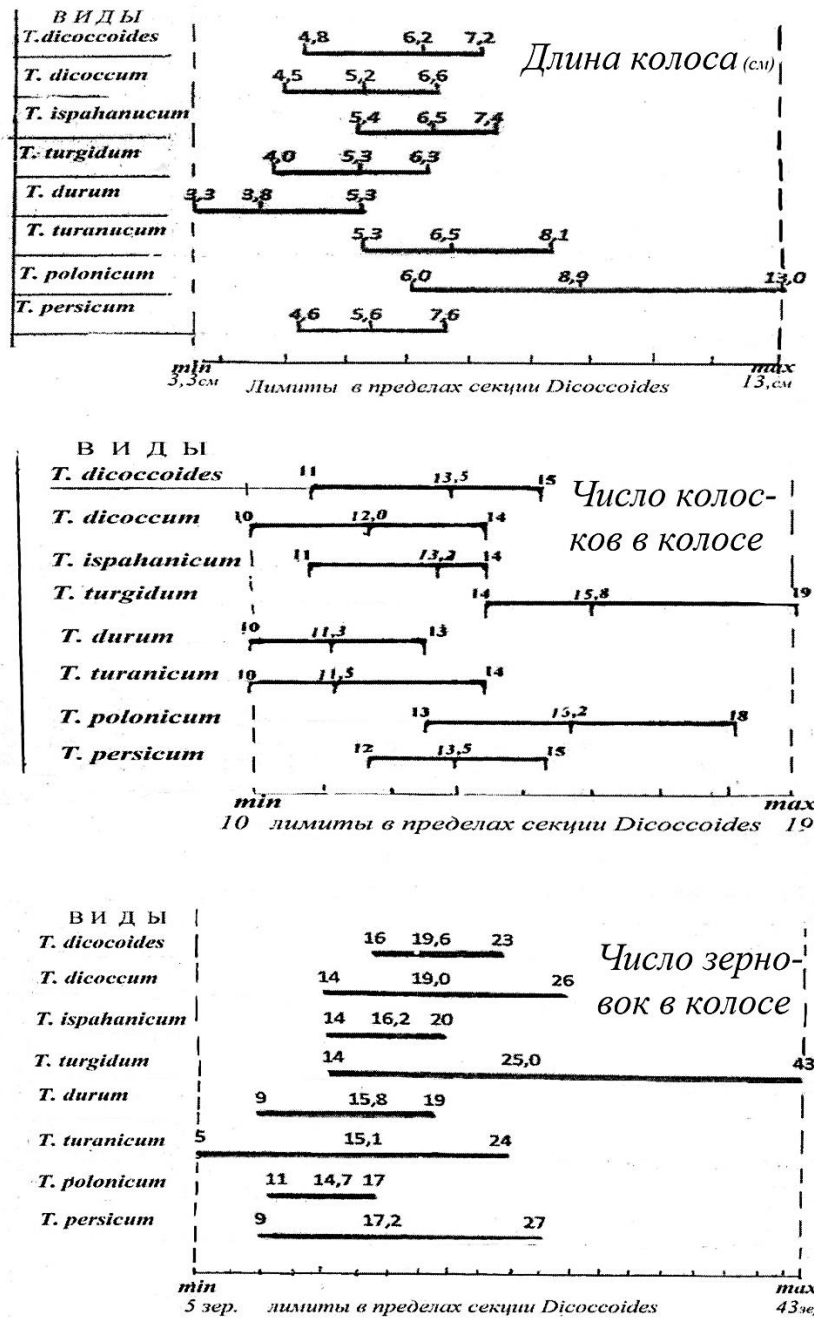 ВИДЫ
T.dicoccoides 4,8 6,2 7,2
Длина колоса (см)
T. dicoccum 4,5 5,2 6,6
T. ispahanucum 5,4 6,5 7,4
T. turgidum 4,0 5,3 6,3
T. durum 3,3 3,8 5,3
T. turanucum 5,3 6,5 8,1
T. polonicum 6,0 8,9 13,0
T. persicum 4,6 5,6 7,6
min max
3,3см Лимиты в пределах секции Dicoccoides 13,см
ВИДЫ
T. dicoccoides 11 13,5 15
Число колос-
ков в колосе
T. dicoccum 10 12,0 14
T. ispahanicum 11 13,2 14
T. turgidum 14 15,8 19
T. durum 10 11,3 13
T. turanicum 10 11,5 14
T. polonicum 13 15,2 18
T. persicum 12 13,5 15
min max
10 лимиты в пределах секции Dicoccoides 19
ВИДЫ
T. dicocoides 16 19,6 23
Число зерно-
вок в колосе
T. dicoccum 14 19,0 26
T. ispahanicum 14 16,2 20
T. turgidum 14 25,0 43
T. durum 9 15,8 19
T. turanicum 5 15,1 24
T. polonicum 11 14,7 17
T. persicum 9 17,2 27
min max
5 зер. лимиты в пределах секции Dicoccoides 43зер